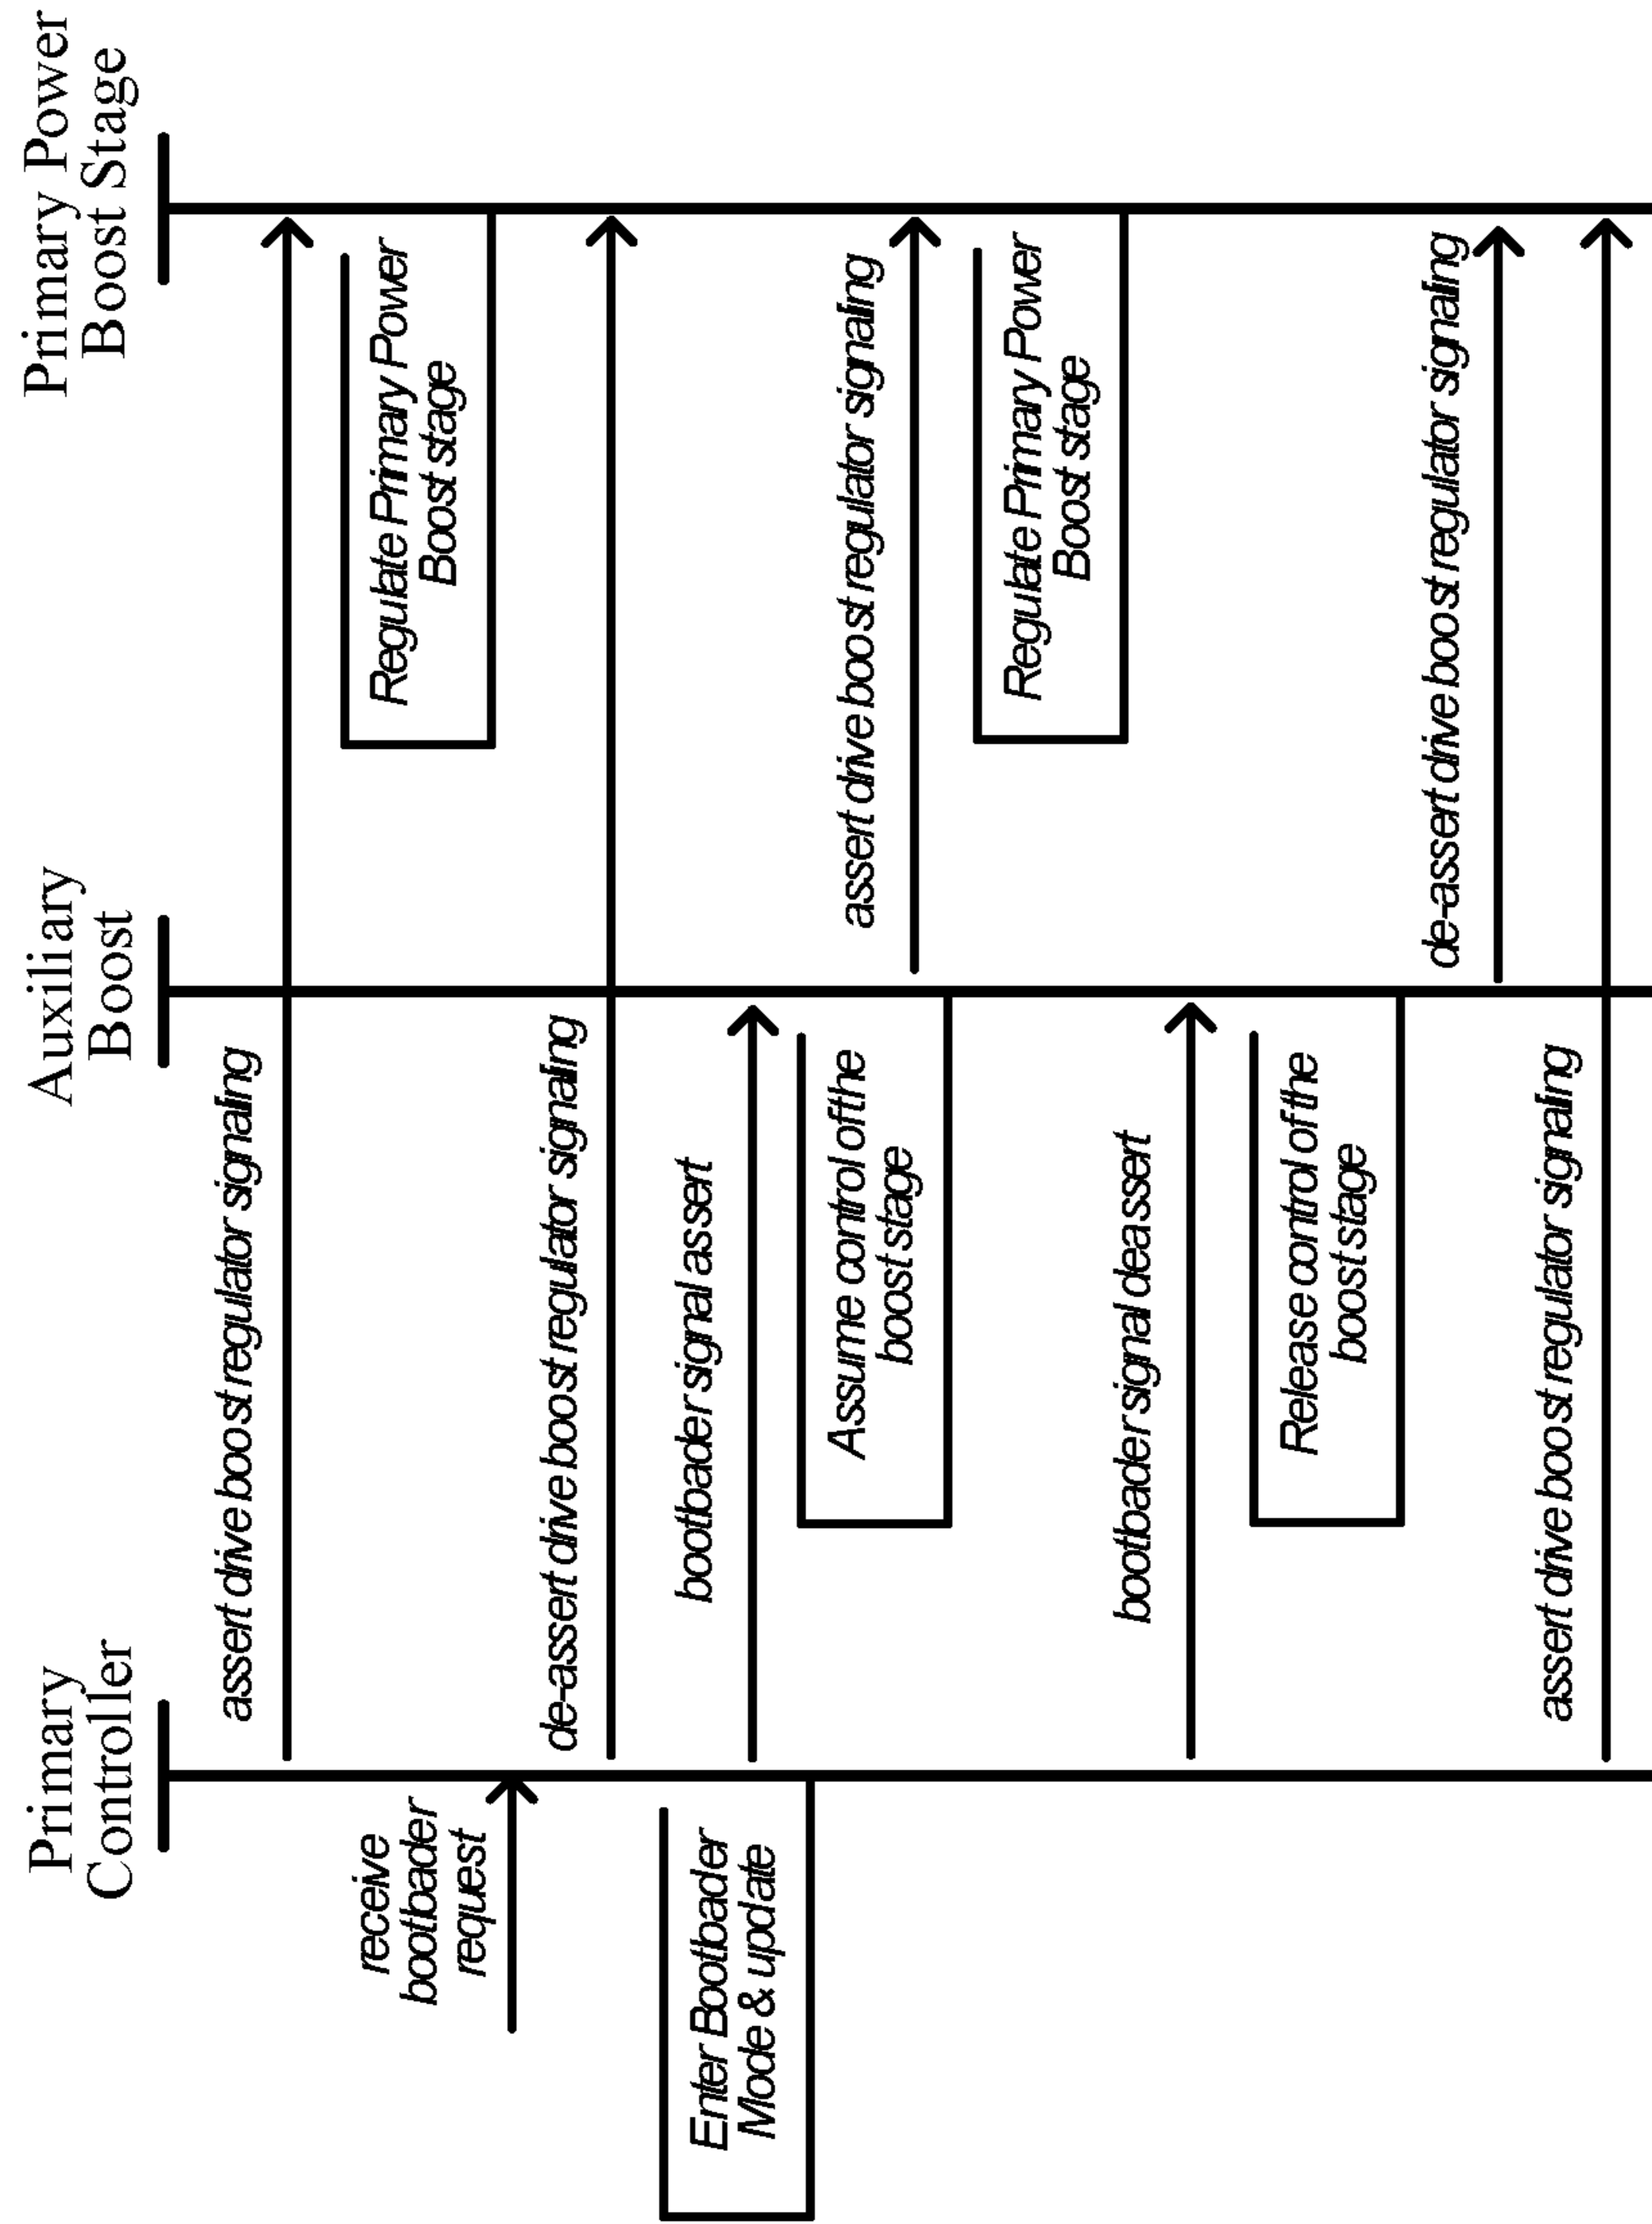 Primary
Controller
Auxiliary
Boost
Primary Power
Boost Stage
assert drive boost regulator signaling
Regulate Primary Power
Boost stage
receive
bootloader
request
de-assert drive boost regulator signaling
Enter Bootloader
Mode & update
bootloader signal assert
Assume control of the
boost stage
assert drive boost regulator signaling
Regulate Primary Power
Boost stage
bootloader signal deassert
Release control of the
boost stage
de-assert drive boost regulator signaling
assert drive boost regulator signaling